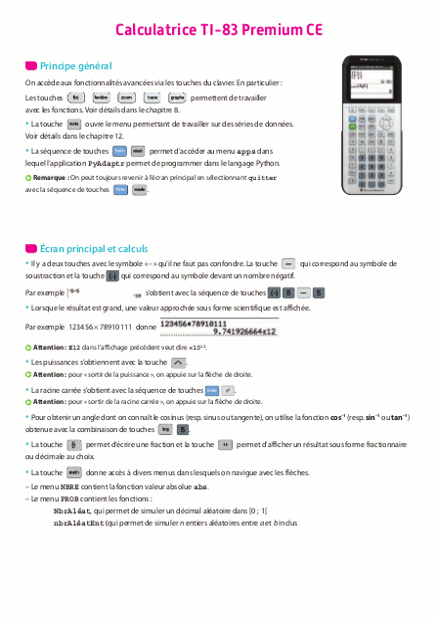 Calculatrice TI-83 Premium CE
Principe général
On accède aux fonctionnalités avancées via les touches du clavier. En particulier :
Les touches f(x) fenêtre zoom trace graphe permettent de travailler
avec les fonctions. Voir détails dans le chapitre 8.
* La touche stats ouvre le menu permettant de travailler sur des séries de données.
Voir détails dans le chapitre 12.
* La séquence de touches permet d'accéder au menu apps dans
lequel l'application PyAdaptr permet de programmer dans le langage Python.
Remarque : On peut toujours revenir à l'écran principal en sélectionnant quitter
avec la séquence de touches mode .
Écran principal et calculs
* Il y a deux touches avec le symbole « – » qu'il ne faut pas confondre. La touche – qui correspond au symbole de
soustraction et la touche (-) qui correspond au symbole devant un nombre négatif.
Par exemple s'obtient avec la séquence de touches (-) 5 – 5
* Lorsque le résultat est grand, une valeur approchée sous forme scientifique est affichée.
Par exemple 123456 × 78910111 donne 123456*78910111
9.741926664E12
Attention : E12 dans l'affichage précédent veut dire ×10¹².
* Les puissances s'obtiennent avec la touche ^ .
Attention : pour « sortir de la puissance », on appuie sur la flèche de droite.
* La racine carrée s'obtient avec la séquence de touches x² .
Attention : pour « sortir de la racine carrée », on appuie sur la flèche de droite.
* Pour obtenir un angle dont on connaît le cosinus (resp. sinus ou tangente), on utilise la fonction cos⁻¹ (resp. sin⁻¹ ou tan⁻¹)
obtenue avec la combinaison de touches trig 5 .
* La touche permet d'écrire une fraction et la touche permet d'afficher un résultat sous forme fractionnaire
ou décimale au choix.
* La touche math donne accès à divers menus dans lesquels on navigue avec les flèches.
– Le menu NBRE contient la fonction valeur absolue abs.
– Le menu PROB contient les fonctions :
NbrAléat, qui permet de simuler un décimal aléatoire dans [0 ; 1[
nbrAléatEnt (qui permet de simuler n entiers aléatoires entre a et b inclus